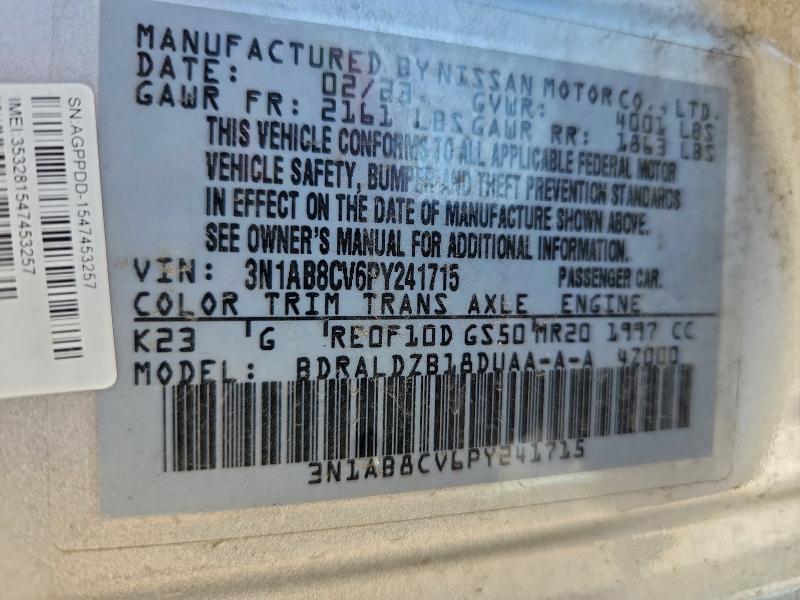 MANUFACTURED BY NISSAN MOTOR CO., LTD.
DATE: 02/23 GVWR: 4001 LBS
GAWR FR: 2161 LBS GAWR RR: 1863 LBS
THIS VEHICLE CONFORMS TO ALL APPLICABLE FEDERAL MOTOR
VEHICLE SAFETY, BUMPER AND THEFT PREVENTION STANDARDS
IN EFFECT ON THE DATE OF MANUFACTURE SHOWN ABOVE.
SEE OWNER'S MANUAL FOR ADDITIONAL INFORMATION
VIN: 3N1AB8CV6PY241715 PASSENGER CAR.
COLOR TRIM TRANS AXLE ENGINE
K23 G RE0F10D GS50 MR20 1997 CC
MODEL: BDRALDZB18DUAA-A-A 4Z000
3N1AB8CV6PY241715
SN:AGPPDD-1547453257
IMEI 353281547453257